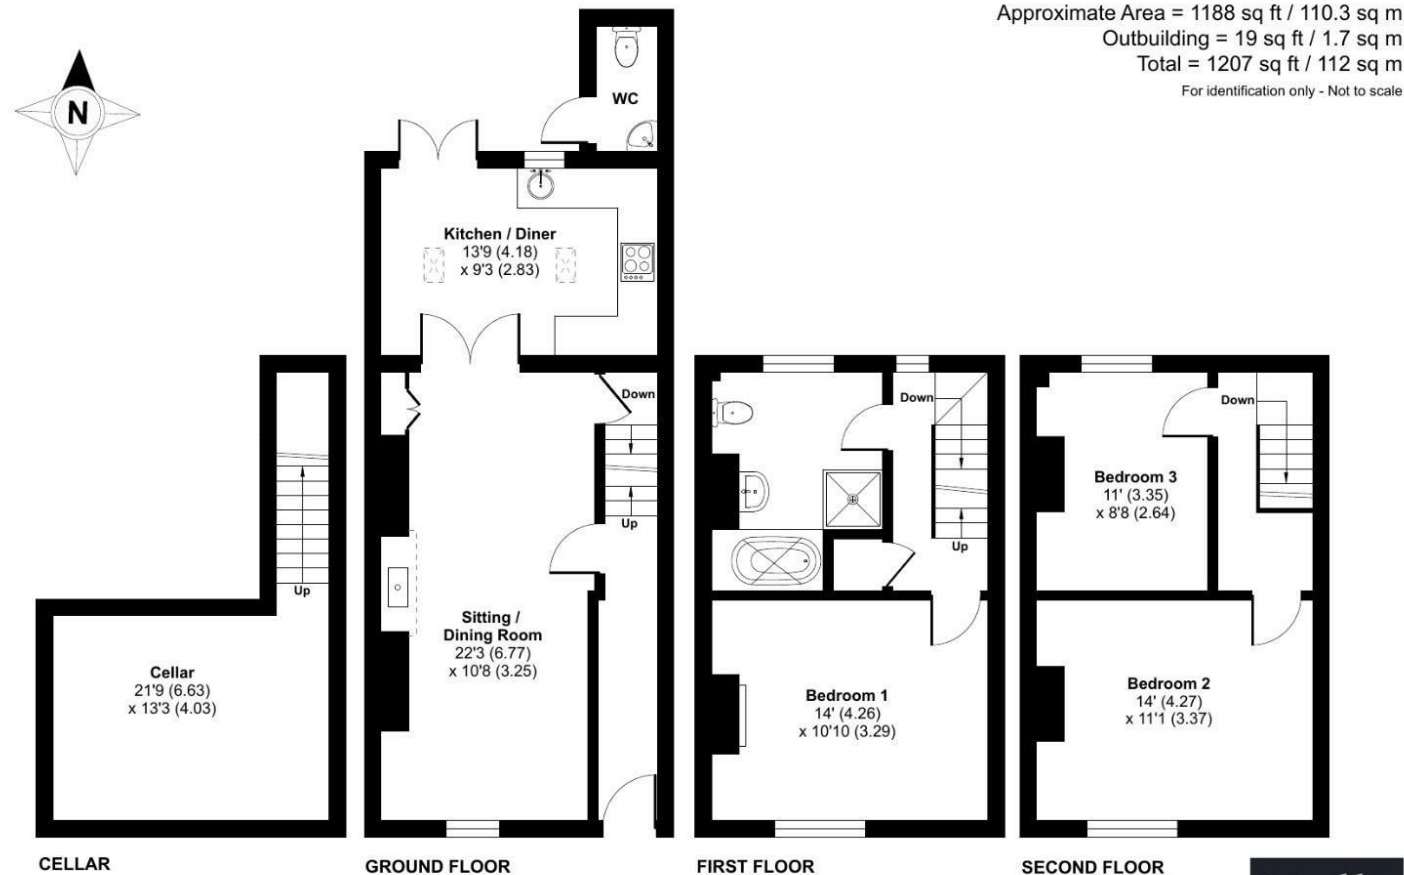 Approximate Area = 1188 sq ft / 110.3 sq m
Outbuilding = 19 sq ft / 1.7 sq m
Total = 1207 sq ft / 112 sq m
For identification only - Not to scale
N
WC
Kitchen / Diner
13'9 (4.18)
x 9'3 (2.83)
Down
Up
Sitting /
Dining Room
22'3 (6.77)
x 10'8 (3.25)
Up
Cellar
21'9 (6.63)
x 13'3 (4.03)
Down
Up
Bedroom 1
14' (4.26)
x 10'10 (3.29)
Down
Bedroom 3
11' (3.35)
x 8'8 (2.64)
Bedroom 2
14' (4.27)
x 11'1 (3.37)
CELLAR
GROUND FLOOR
FIRST FLOOR
SECOND FLOOR